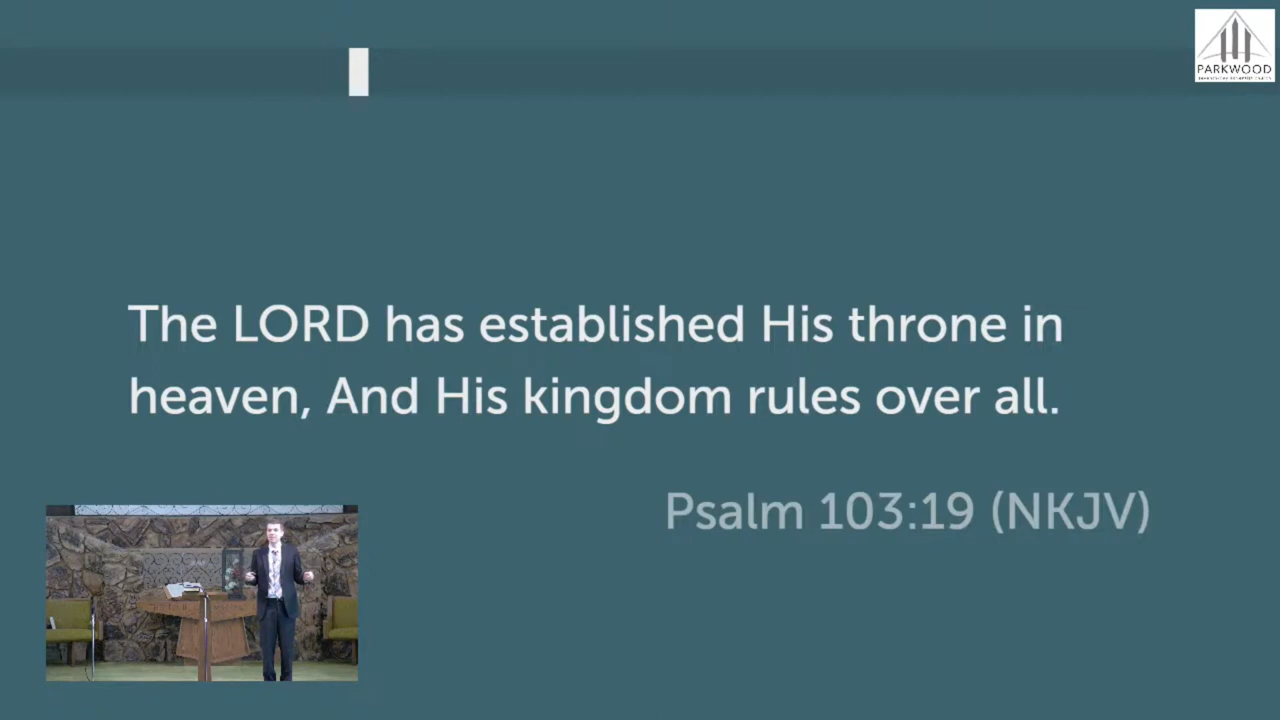 PARKWOOD
The LORD has established His throne in
heaven, And His kingdom rules over all.
Psalm 103:19 (NKJV)